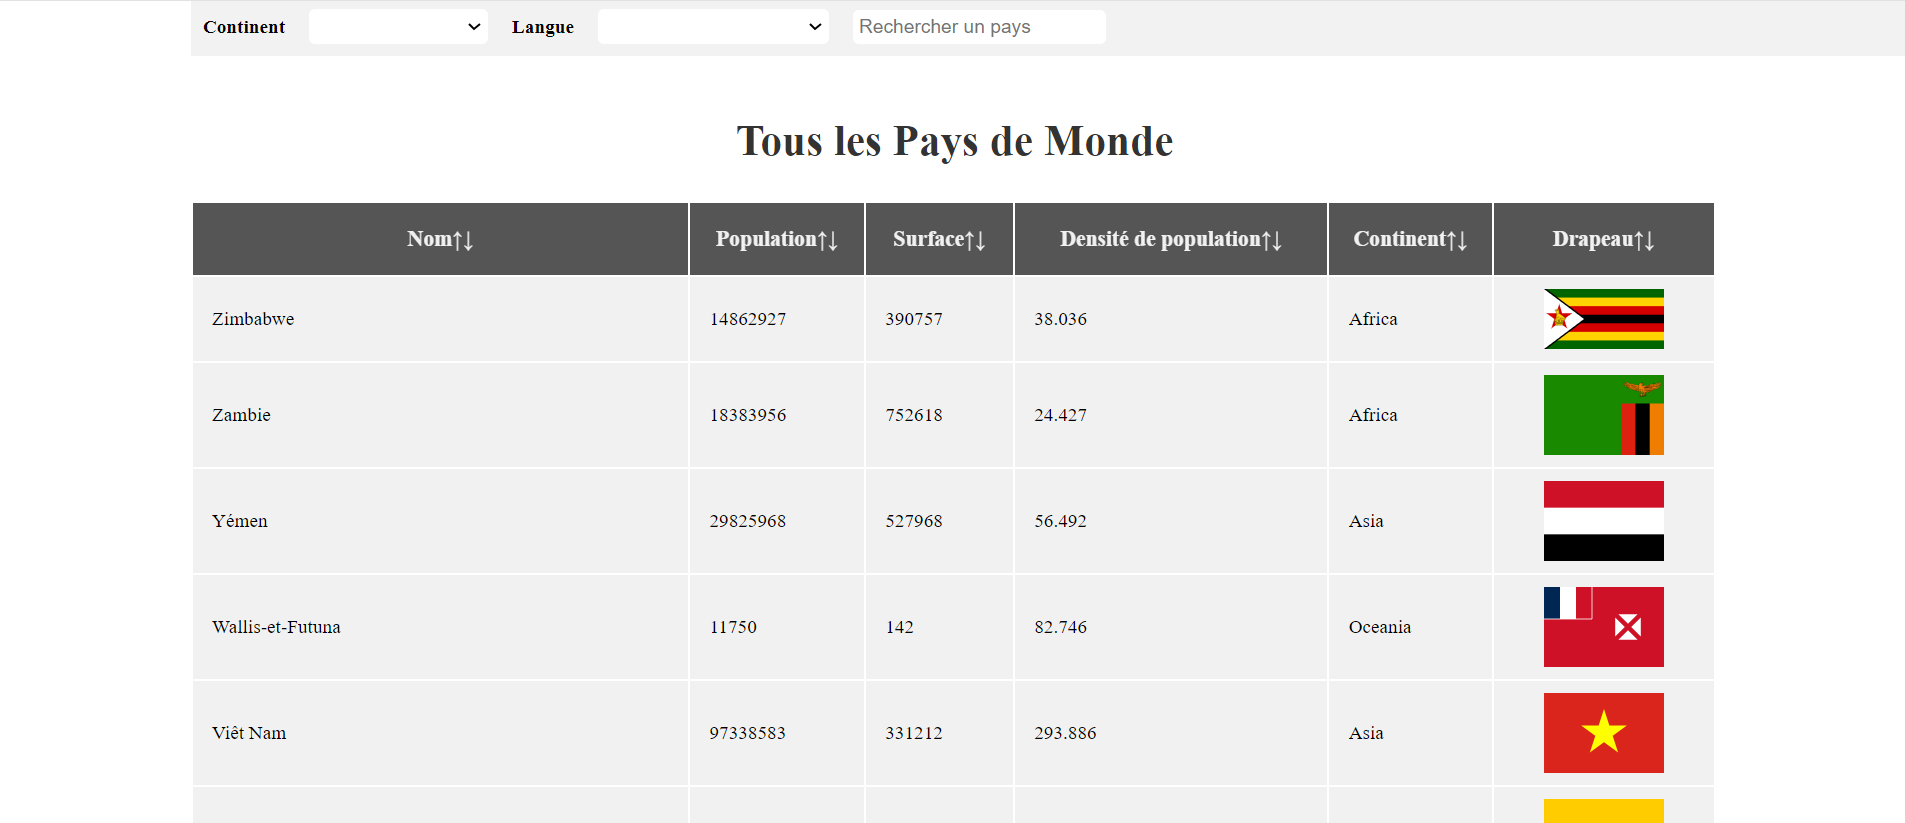 Continent Langue Rechercher un pays
Tous les Pays de Monde
Nom↑↓ Population↑↓ Surface↑↓ Densité de population↑↓ Continent↑↓ Drapeau↑↓
Zimbabwe 14862927 390757 38.036 Africa
Zambie 18383956 752618 24.427 Africa
Yémen 29825968 527968 56.492 Asia
Wallis-et-Futuna 11750 142 82.746 Oceania
Viêt Nam 97338583 331212 293.886 Asia